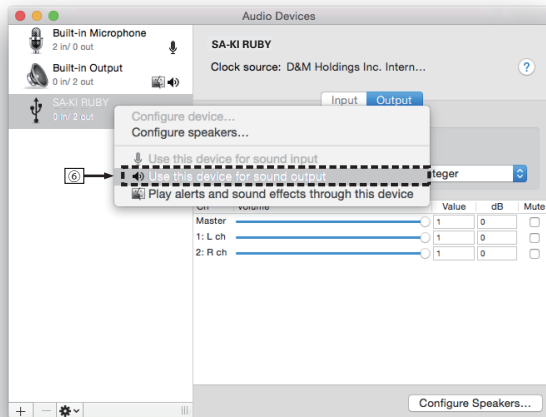 Audio Devices
Built-in Microphone
2 in/ 0 out
Built-in Output
0 in/ 2 out
SA-KI RUBY
0 in/ 2 out
SA-KI RUBY
Clock source: D&M Holdings Inc. Intern...
?
Input Output
Configure device...
Configure speakers...
Use this device for sound input
⑥ Use this device for sound output
Play alerts and sound effects through this device
teger
Ch Volume Value dB Mute
Master 1 0
1: L ch 1 0
2: R ch 1 0
Configure Speakers...